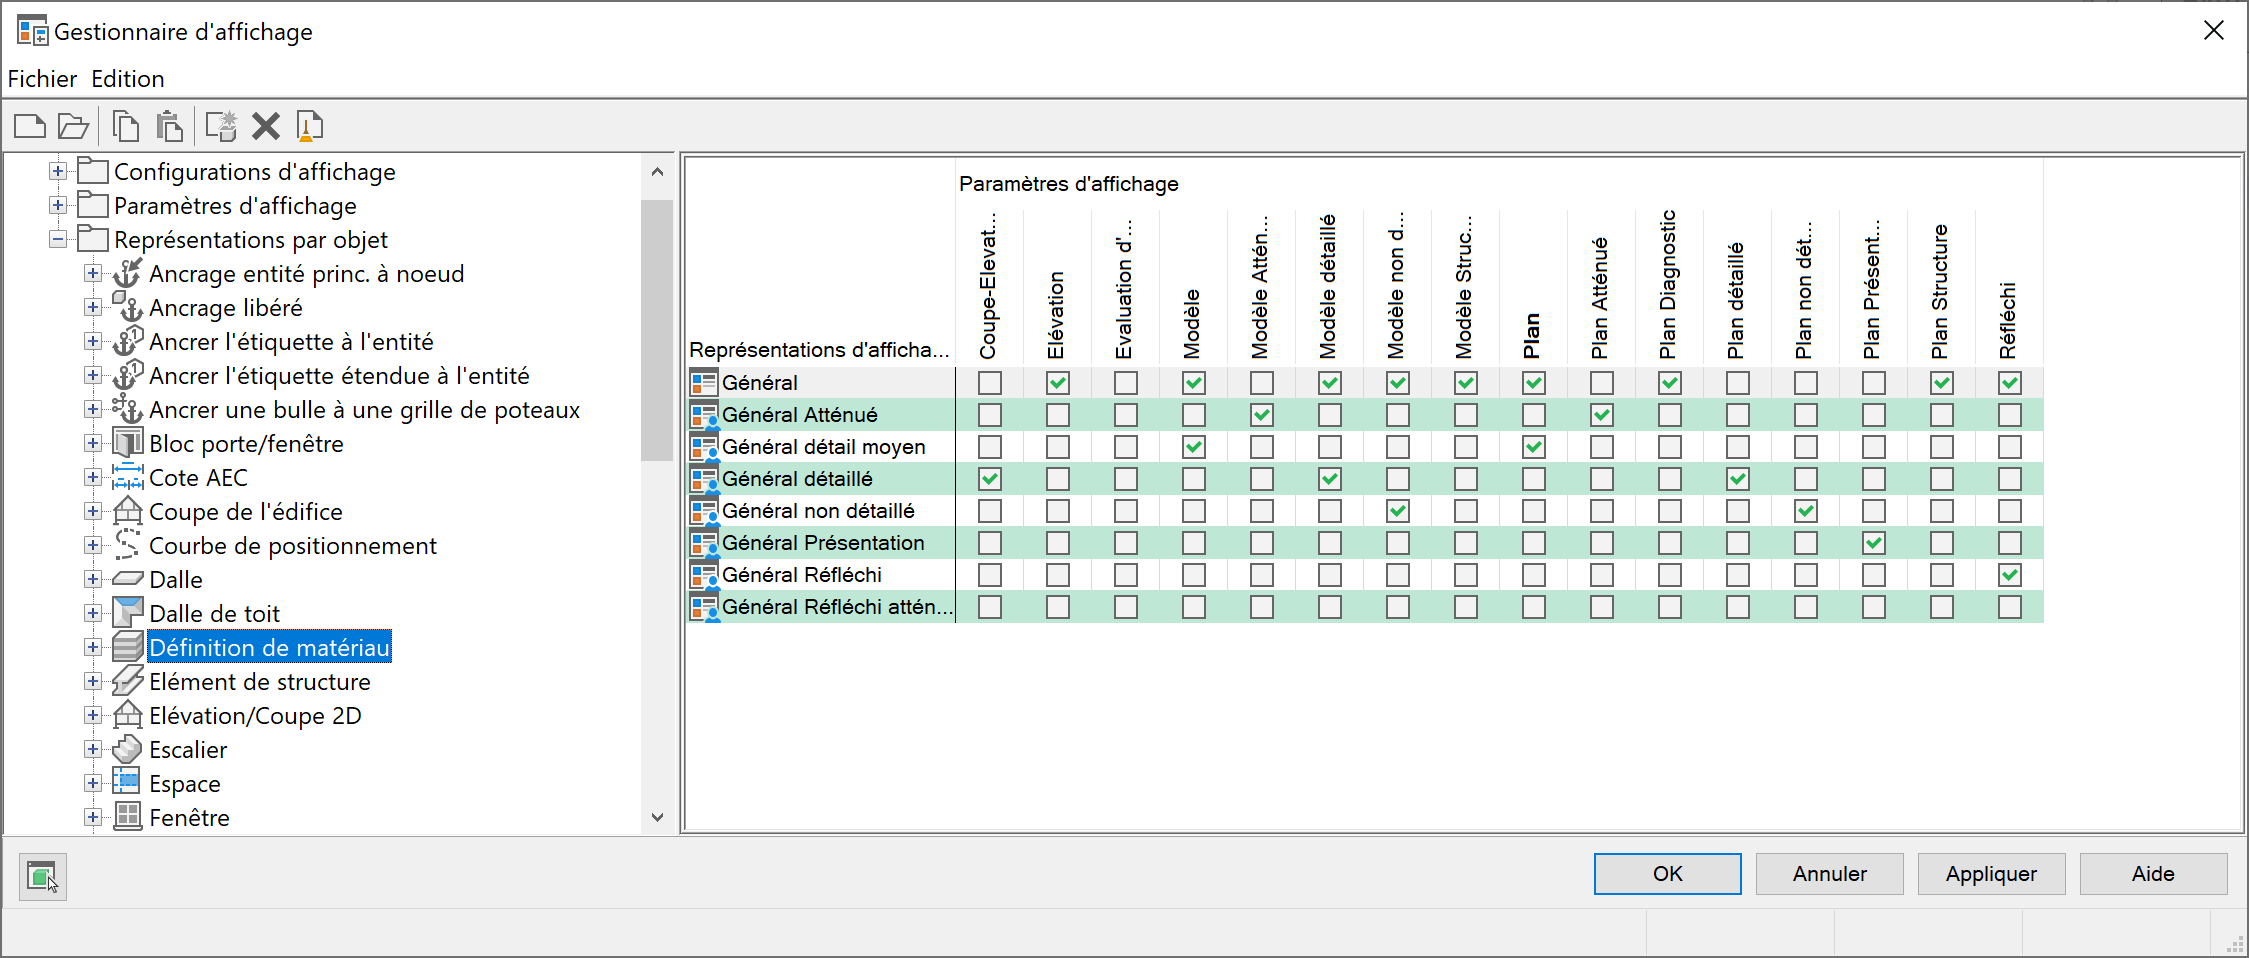 Gestionnaire d'affichage
Fichier Edition
Configurations d'affichage
Paramètres d'affichage
Représentations par objet
Ancrage entité princ. à noeud
Ancrage libéré
Ancrer l'étiquette à l'entité
Ancrer l'étiquette étendue à l'entité
Ancrer une bulle à une grille de poteaux
Bloc porte/fenêtre
Cote AEC
Coupe de l'édifice
Courbe de positionnement
Dalle
Dalle de toit
Définition de matériau
Elément de structure
Elévation/Coupe 2D
Escalier
Espace
Fenêtre
Paramètres d'affichage
Représentations d'afficha...
Coupe-Elevat...
Elévation
Evaluation d'...
Modèle
Modèle Attén...
Modèle détaillé
Modèle non d...
Modèle Struc...
Plan
Plan Atténué
Plan Diagnostic
Plan détaillé
Plan non dét...
Plan Présent...
Plan Structure
Réfléchi
Général
Général Atténué
Général détail moyen
Général détaillé
Général non détaillé
Général Présentation
Général Réfléchi
Général Réfléchi attén...
OK
Annuler
Appliquer
Aide